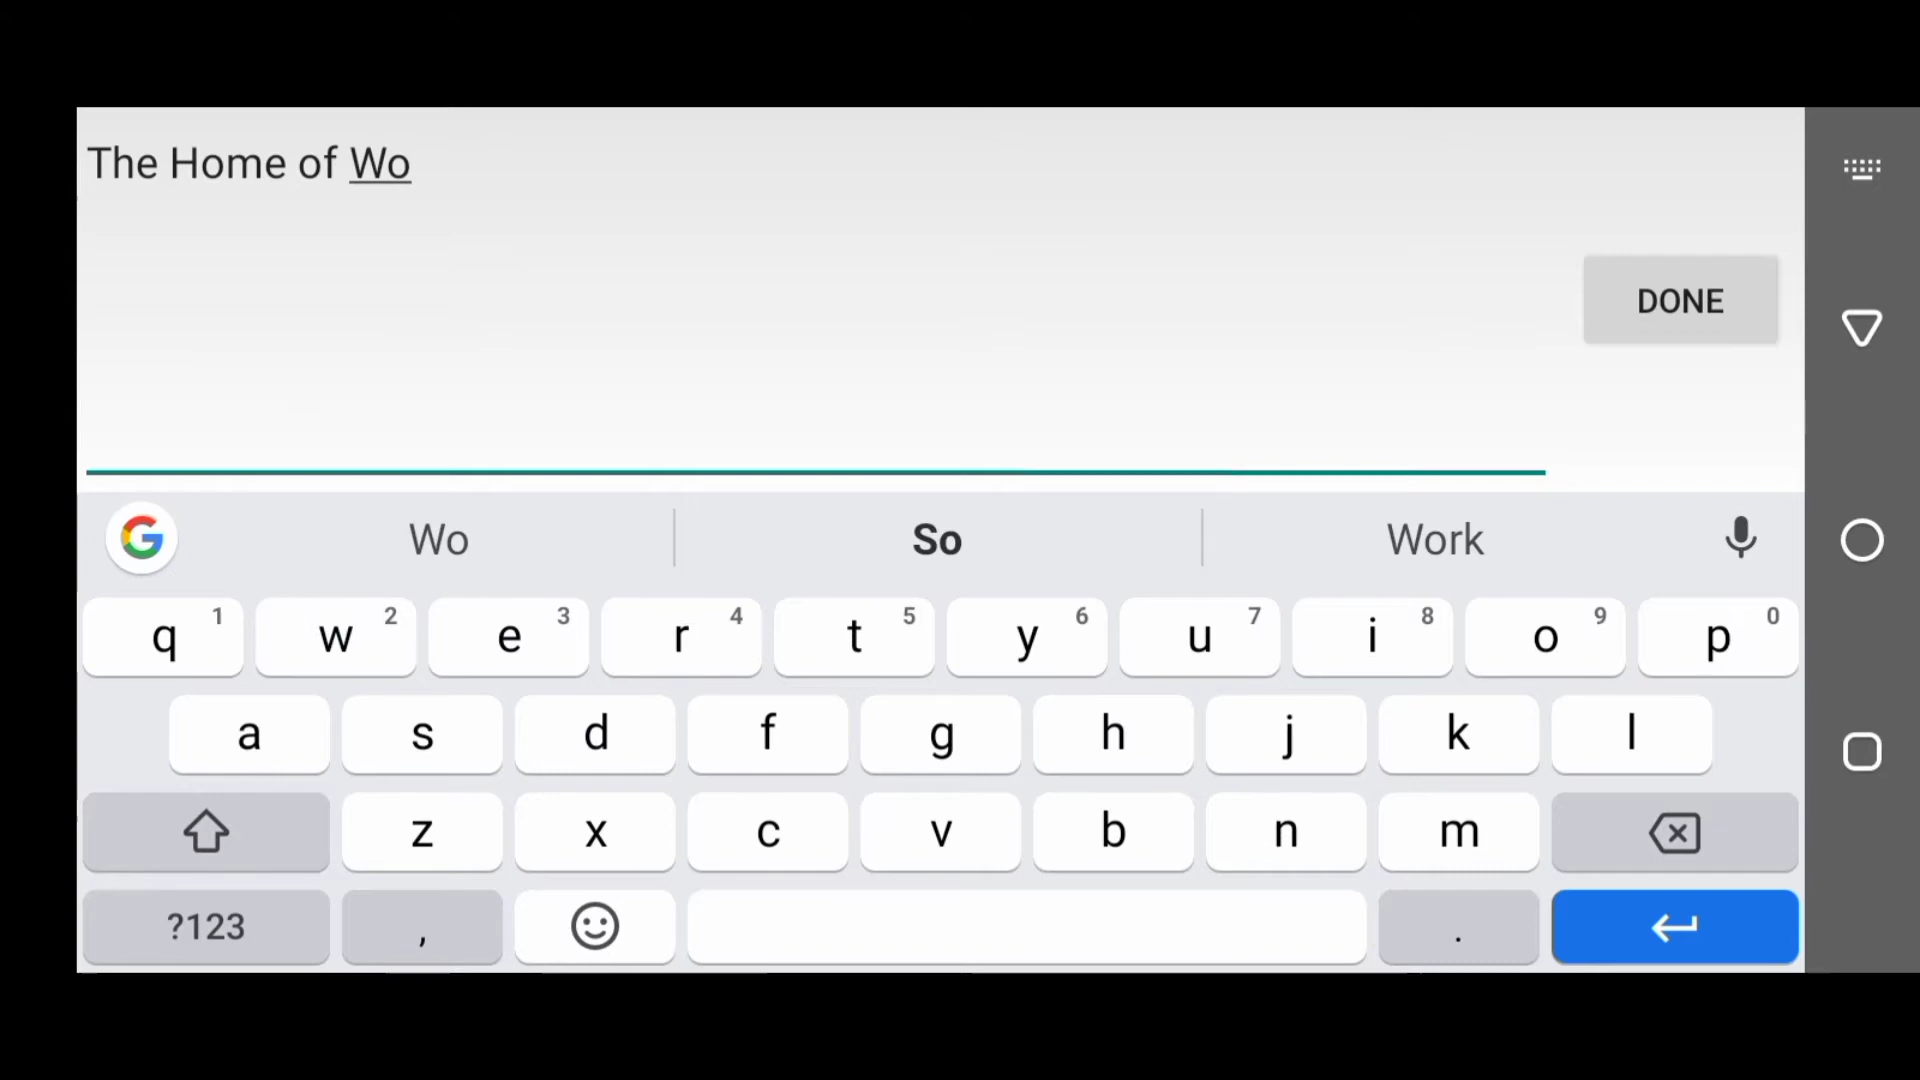 The Home of Wo
DONE
Wo So Work
q 1 w 2 e 3 r 4 t 5 y 6 u 7 i 8 o 9 p 0
a s d f g h j k l
z x c v b n m
?123 , .